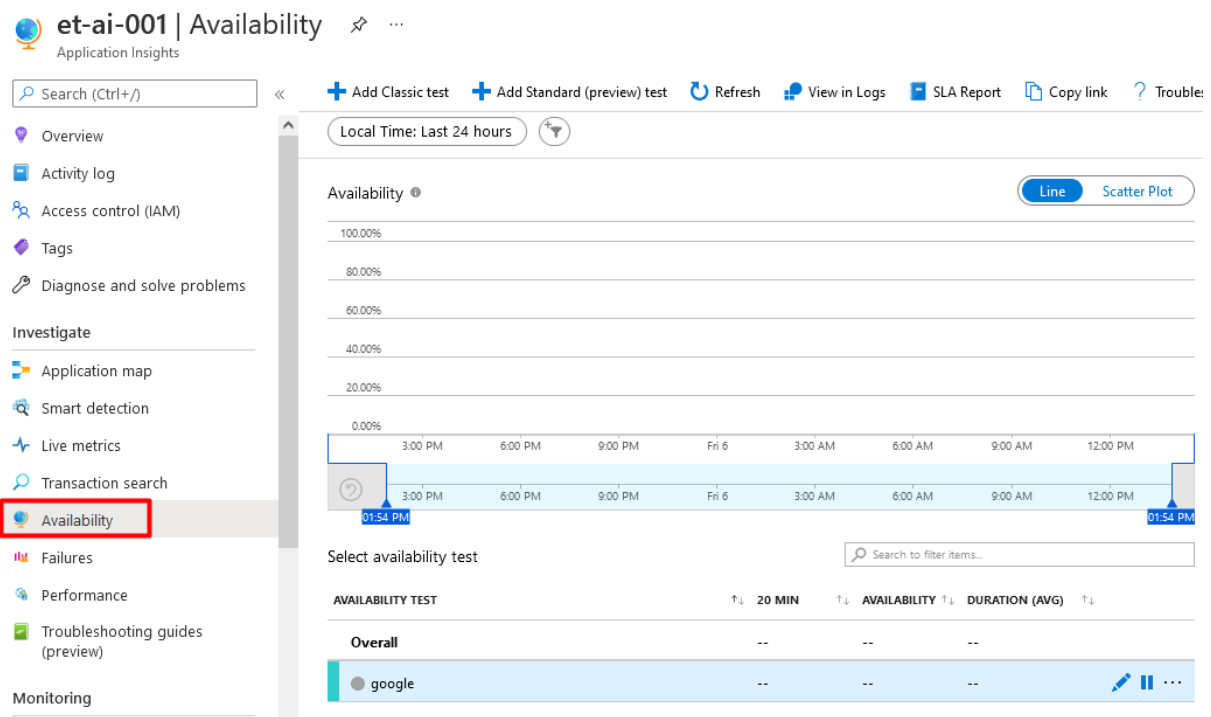 et-ai-001 | Availability ...
Application Insights
Search (Ctrl+/)
Overview
Activity log
Access control (IAM)
Tags
Diagnose and solve problems
Investigate
Application map
Smart detection
Live metrics
Transaction search
Availability
Failures
Performance
Troubleshooting guides
(preview)
Monitoring
Add Classic test Add Standard (preview) test Refresh View in Logs SLA Report Copy link Troubles
Local Time: Last 24 hours
Availability
Line Scatter Plot
100.00%
80.00%
60.00%
40.00%
20.00%
0.00%
3:00 PM 6:00 PM 9:00 PM Fri 6 3:00 AM 6:00 AM 9:00 AM 12:00 PM
3:00 PM 6:00 PM 9:00 PM Fri 6 3:00 AM 6:00 AM 9:00 AM 12:00 PM
01:54 PM 01:54 PM
Select availability test Search to filter items...
AVAILABILITY TEST 20 MIN AVAILABILITY DURATION (AVG)
Overall -- -- --
google -- -- -- ...